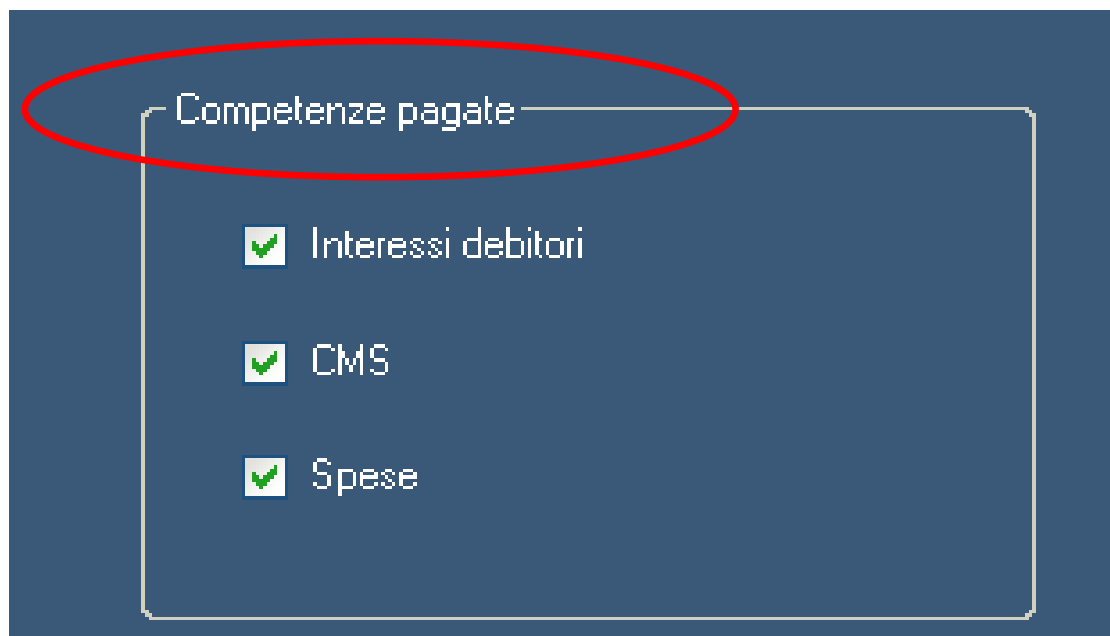 Competenze pagate
Interessi debitori
CMS
Spese